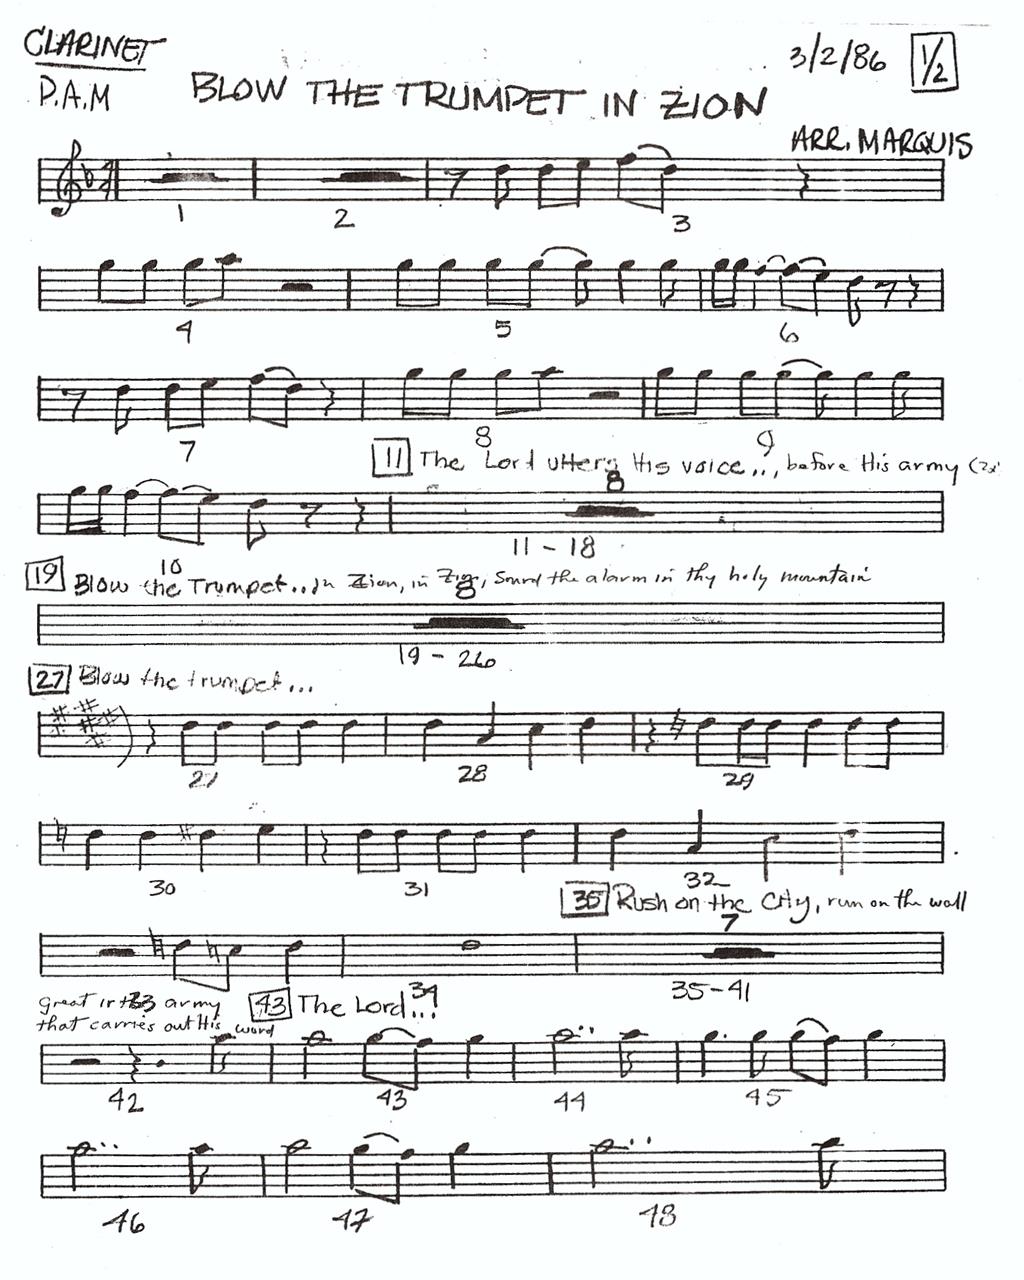 CLARINET
3/2/86 1/2
P.A.M BLOW THE TRUMPET IN ZION
ARR. MARQUIS
1 2 3
4 5 6
7 8 9
11 The Lord utters His voice..., before His army (2x)
8
10 11-18
19 Blow the Trumpet...in Zion, in Zion, Sound the alarm in thy holy mountain
8
19-26
27 Blow the trumpet...
27 28 29
30 31 32
35 Rush on the City, run on the wall
7
33 34 35-41
Great is the army
that carries out His word
43 The Lord...
42 43 44 45
46 47 48